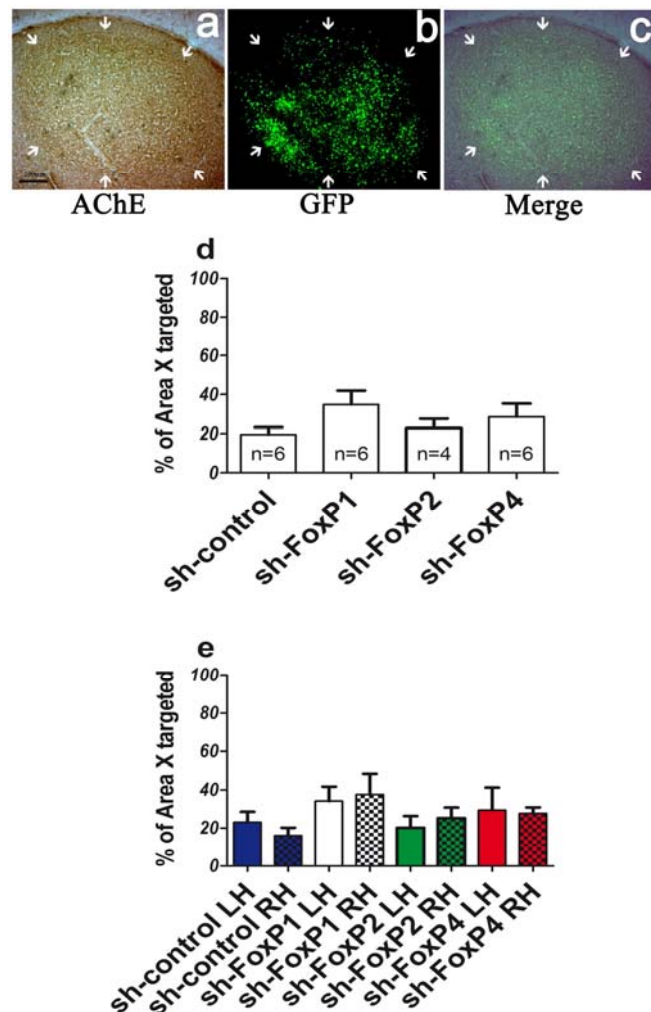 a
b
c
AChE
GFP
Merge
d
% of Area X targeted
100
80
60
40
20
0
n=6
n=6
n=4
n=6
sh-control
sh-FoxP1
sh-FoxP2
sh-FoxP4
e
% of Area X targeted
100
80
60
40
20
0
sh-control LH
sh-control RH
sh-FoxP1 LH
sh-FoxP1 RH
sh-FoxP2 LH
sh-FoxP2 RH
sh-FoxP4 LH
sh-FoxP4 RH